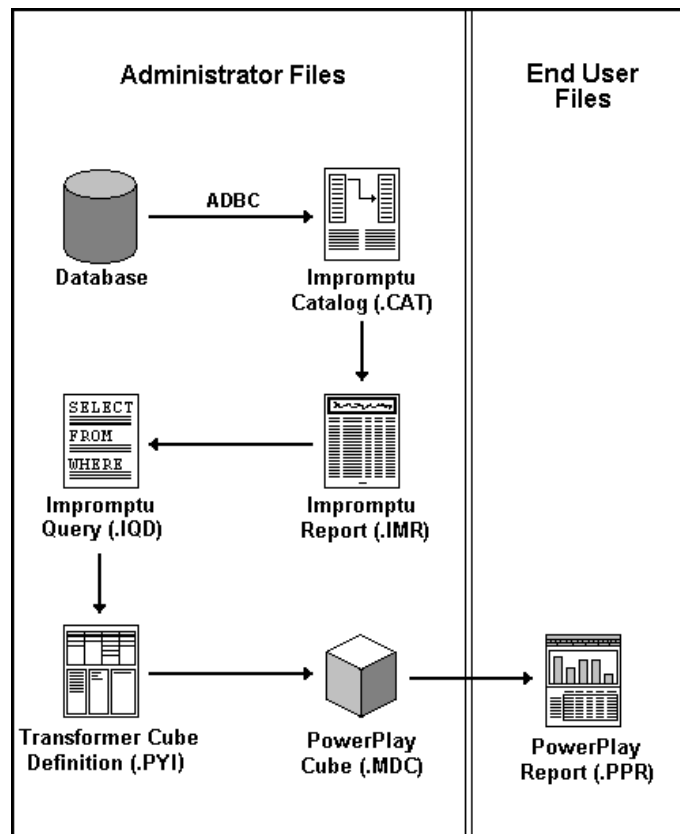 Administrator Files
End User
Files
ADBC
Database
Impromptu
Catalog (.CAT)
SELECT
FROM
WHERE
Impromptu
Query (.IQD)
Impromptu
Report (.IMR)
Transformer Cube
Definition (.PYI)
PowerPlay
Cube (.MDC)
PowerPlay
Report (.PPR)